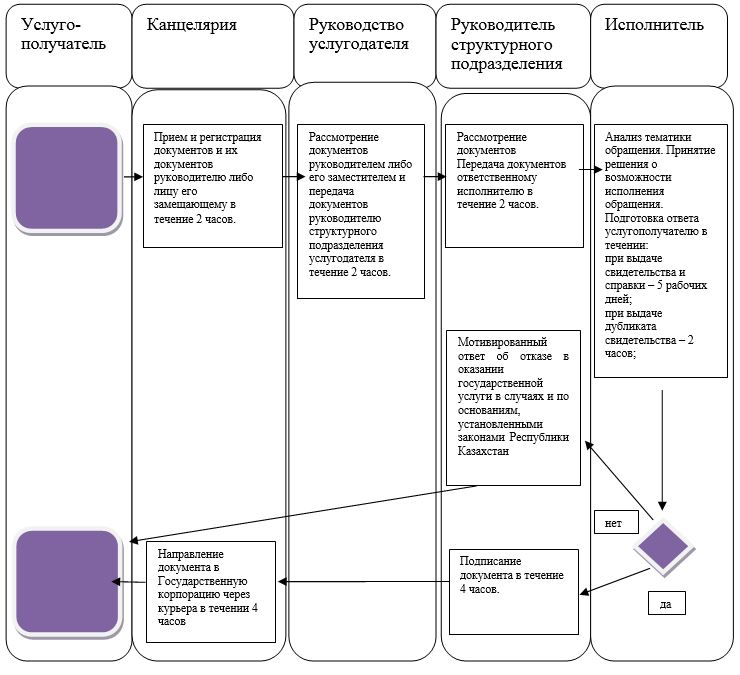 Услуго-
получатель
Канцелярия
Руководство
услугодателя
Руководитель
структурного
подразделения
Исполнитель
Прием и регистрация
документов и их
документов
руководителю либо
лицу его
замещающему в
течение 2 часов.
Рассмотрение
документов
руководителем либо
его заместителем и
передача
документов
руководителю
структурного
подразделения
услугодателя в
течение 2 часов.
Рассмотрение
документов
Передача документов
ответственному
исполнителю в
течение 2 часов.
Анализ тематики
обращения. Принятие
решения о
возможности
исполнения
обращения.
Подготовка ответа
услугополучателю в
течении:
при выдаче
свидетельства и
справки – 5 рабочих
дней;
при выдаче
дубликата
свидетельства – 2
часов;
Мотивированный
ответ об отказе в
оказании
государственной
услуги в случаях и по
основаниям,
установленными
законами Республики
Казахстан
нет
да
Подписание
документа в течение
4 часов.
Направление
документа в
Государственную
корпорацию через
курьера в течении 4
часов